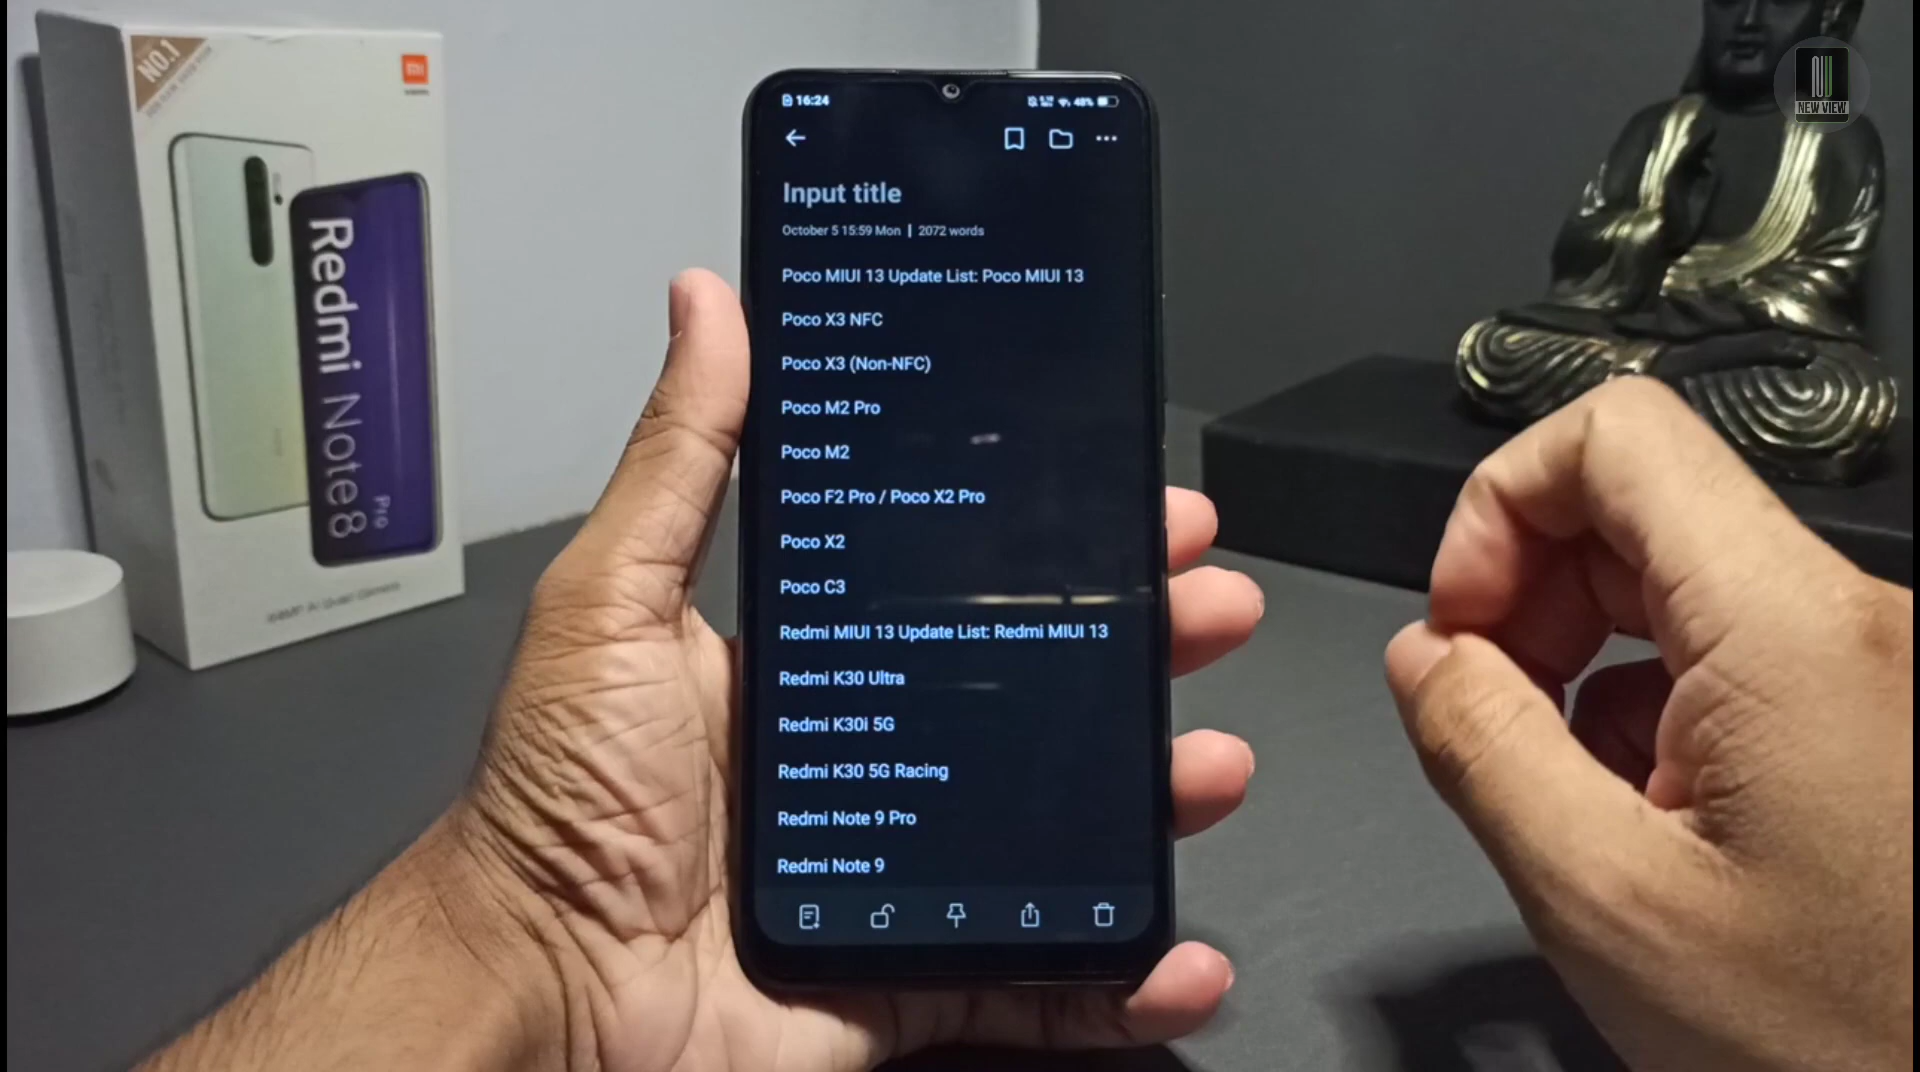 NO.1
mi
Redmi Note 8
Pro
NEW VIEW
16:24
48%
Input title
October 5 15:59 Mon | 2072 words
Poco MIUI 13 Update List: Poco MIUI 13
Poco X3 NFC
Poco X3 (Non-NFC)
Poco M2 Pro
Poco M2
Poco F2 Pro / Poco X2 Pro
Poco X2
Poco C3
Redmi MIUI 13 Update List: Redmi MIUI 13
Redmi K30 Ultra
Redmi K30i 5G
Redmi K30 5G Racing
Redmi Note 9 Pro
Redmi Note 9